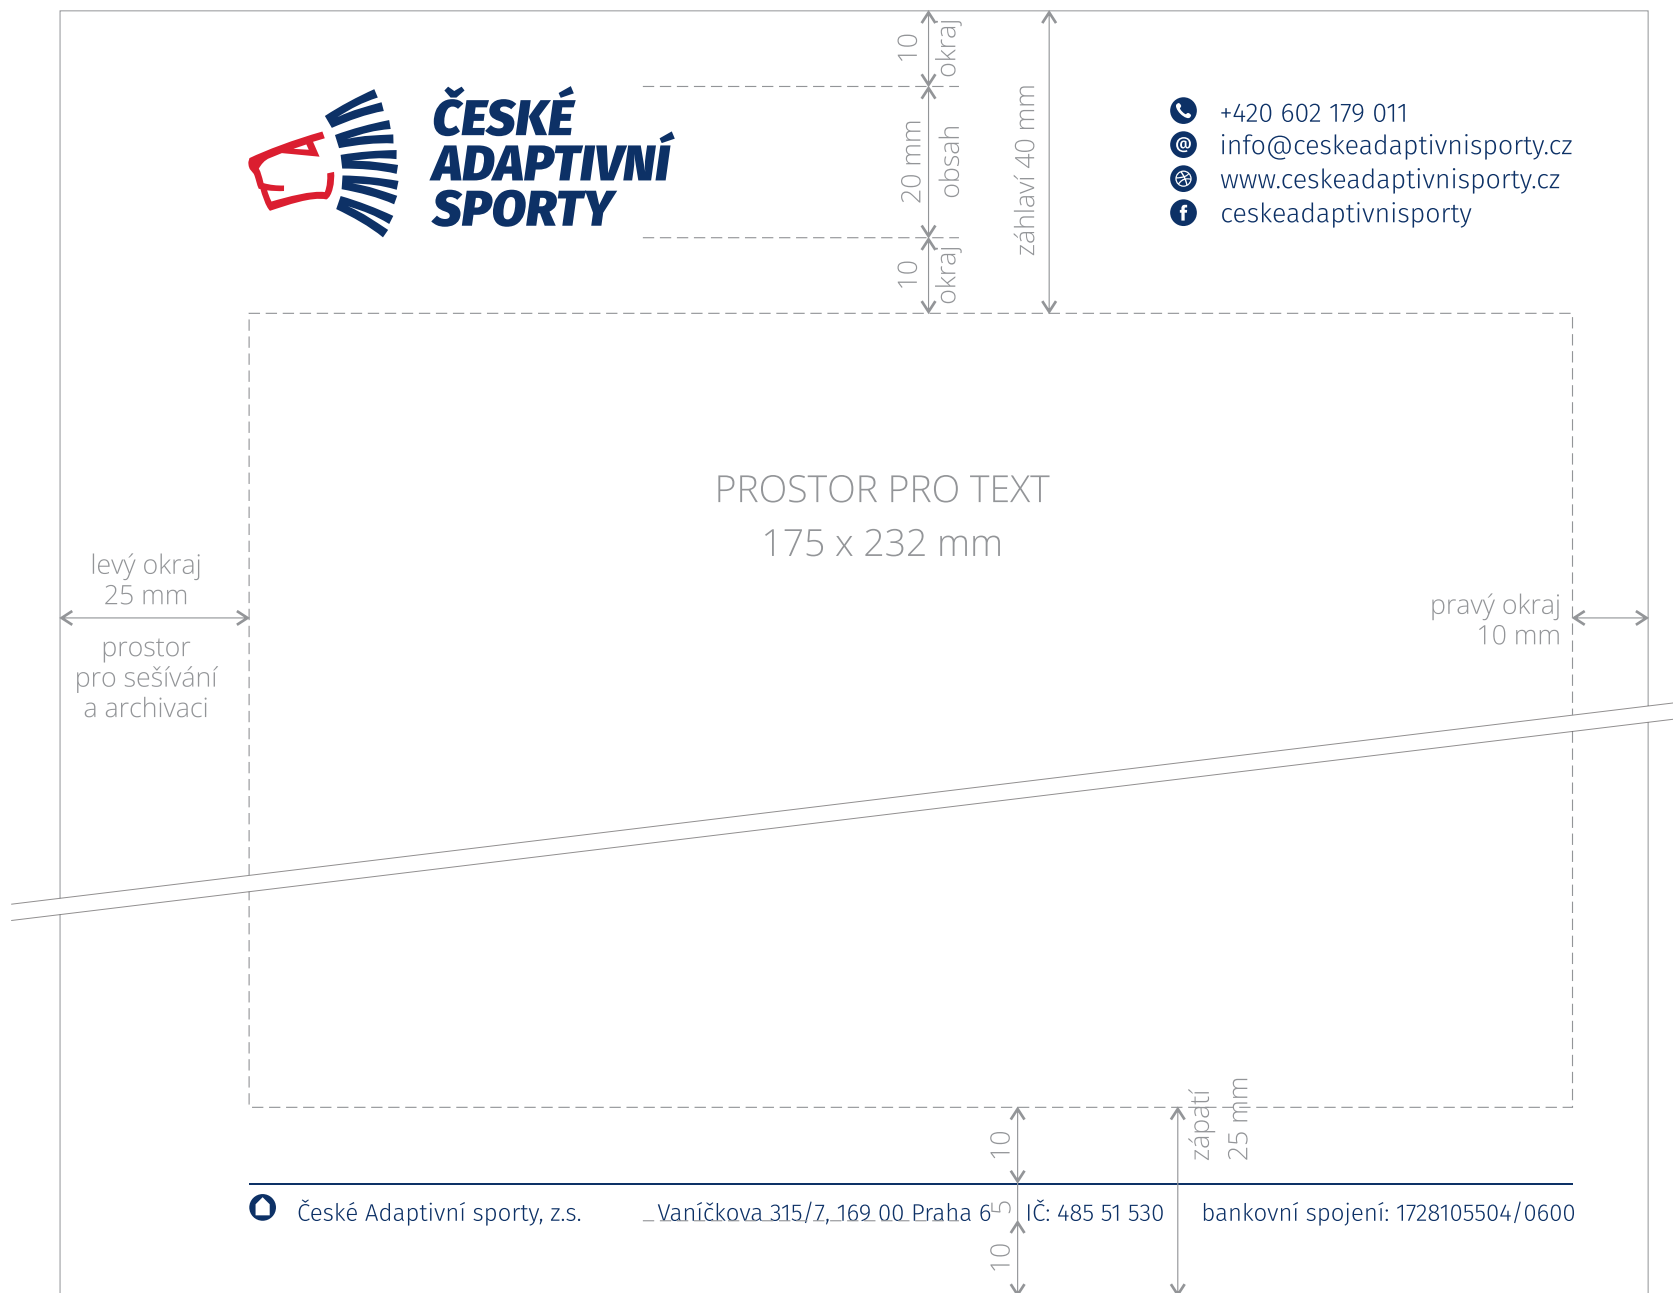 ČESKÉ
ADAPTIVNÍ
SPORTY
10
okraj
20 mm
obsah
10
okraj
záhlaví 40 mm
+420 602 179 011
info@ceskeadaptivnisporty.cz
www.ceskeadaptivnisporty.cz
ceskeadaptivnisporty
PROSTOR PRO TEXT
175 x 232 mm
levý okraj
25 mm
prostor
pro sešívání
a archivaci
pravý okraj
10 mm
10
zápatí
25 mm
České Adaptivní sporty, z.s. Vaníčkova 315/7, 169 00 Praha 6 IČ: 485 51 530 bankovní spojení: 1728105504/0600
5
10